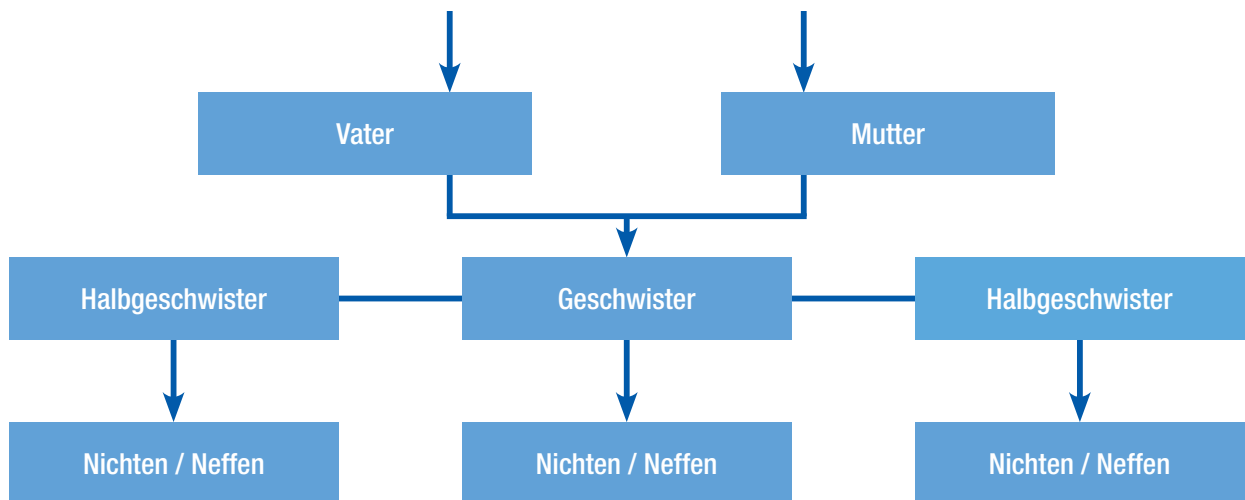 Vater
Mutter
Halbgeschwister
Geschwister
Halbgeschwister
Nichten / Neffen
Nichten / Neffen
Nichten / Neffen